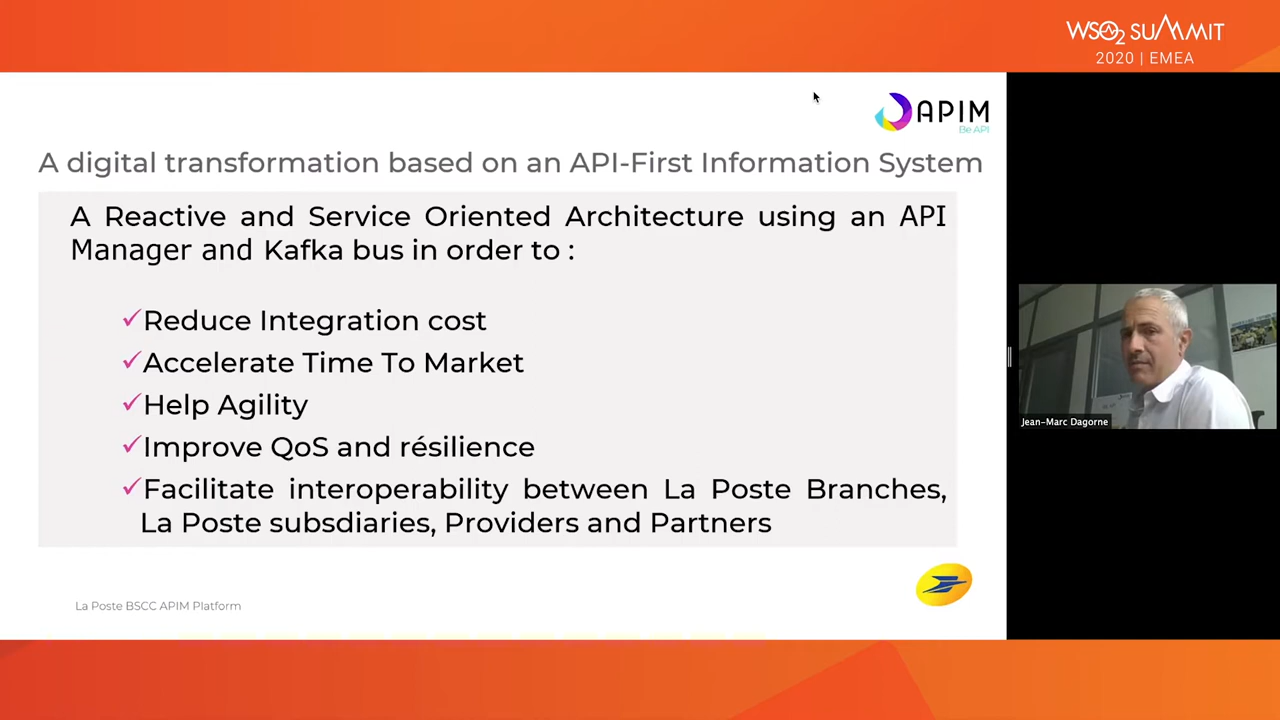 WSO2 SUMMIT
2020 | EMEA
APIM
Be API
A digital transformation based on an API-First Information System
A Reactive and Service Oriented Architecture using an API
Manager and Kafka bus in order to :
✓Reduce Integration cost
✓Accelerate Time To Market
✓Help Agility
✓Improve QoS and résilience
✓Facilitate interoperability between La Poste Branches,
La Poste subsdiaries, Providers and Partners
Jean-Marc Dagorne
La Poste BSCC APIM Platform